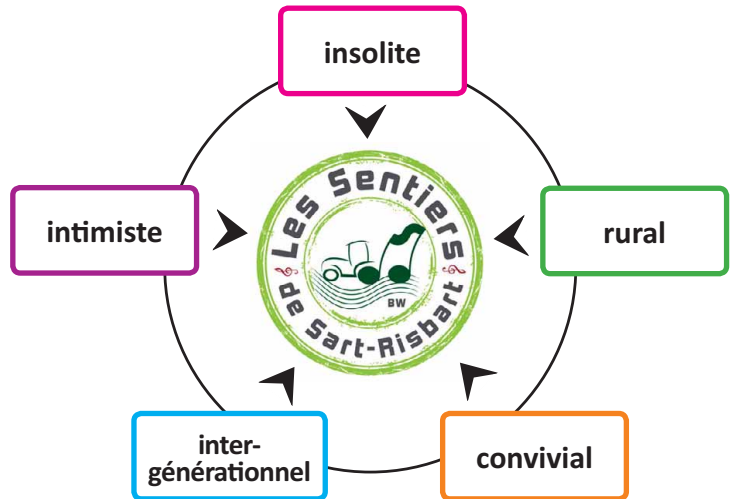 insolite
intimiste
rural
Les Sentiers
de Sart-Risbart
BW
inter-
générationnel
convivial